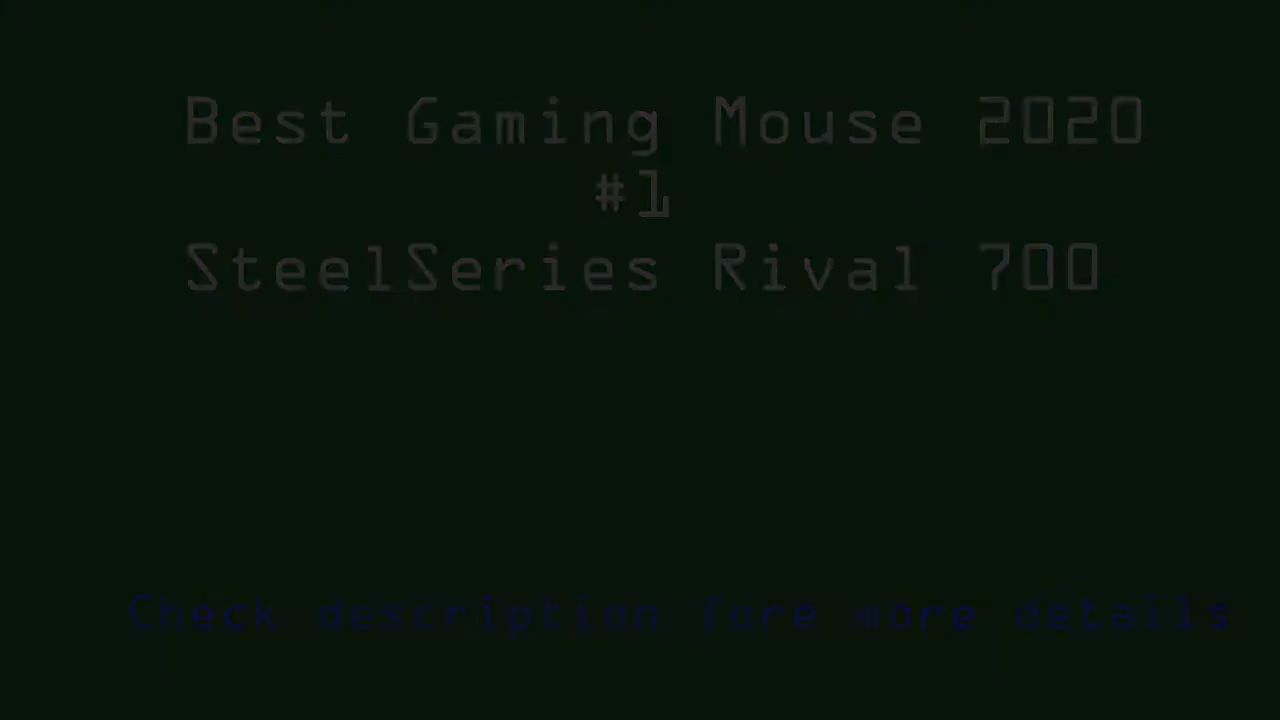 Best Gaming Mouse 2020
#1
SteelSeries Rival 700
Check description fore more details